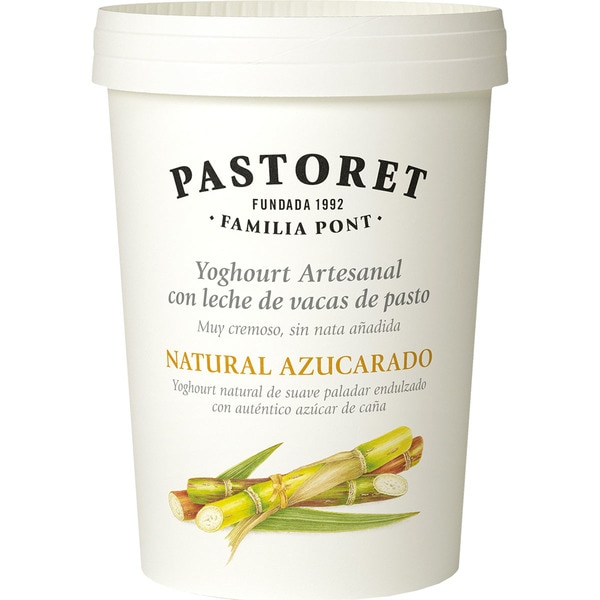 PASTORET
FUNDADA 1992
· FAMILIA PONT ·
Yoghourt Artesanal
con leche de vacas de pasto
Muy cremoso, sin nata añadida
NATURAL AZUCARADO
Yoghourt natural de suave paladar endulzado
con auténtico azúcar de caña